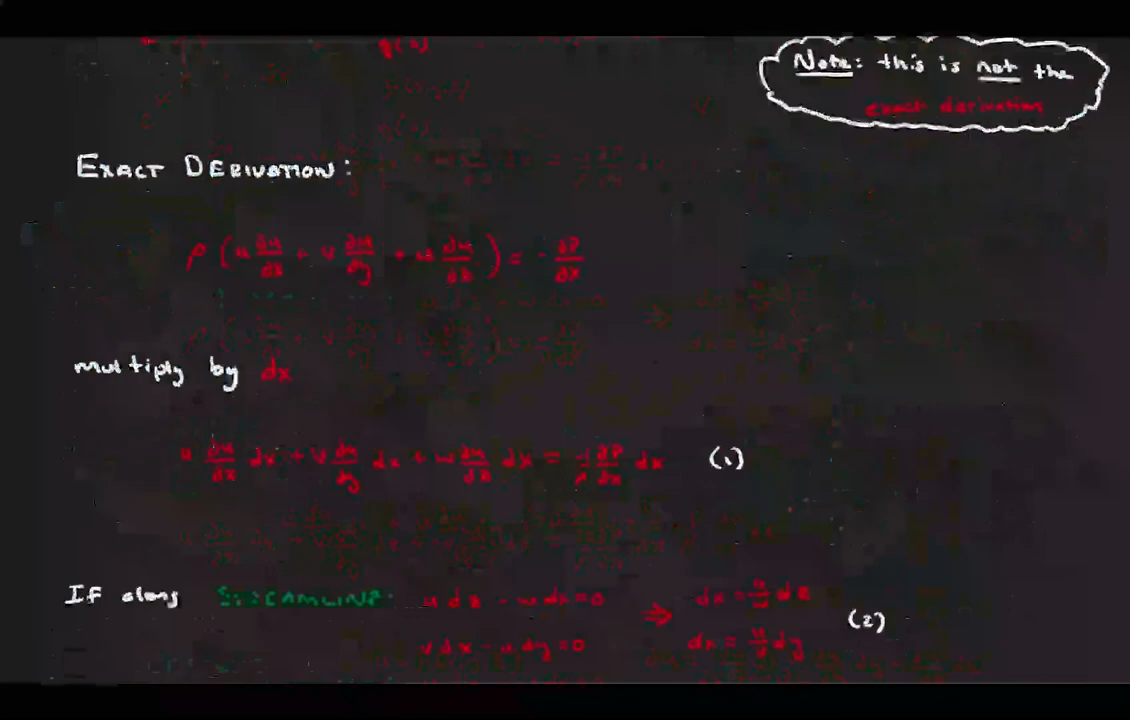 Note: this is not the
exact derivation
EXACT DERIVATION:
ρ (u ∂u/∂x + v ∂u/∂y + w ∂u/∂z) = - ∂P/∂x
multiply by dx
u ∂u/∂x dx + v ∂u/∂y dx + w ∂u/∂z dx = -1/ρ ∂P/∂x dx (1)
If along STREAMLINE: u dz - w dx = 0 ⇒ dx = u/w dz
v dx - u dy = 0 dx = u/v dy (2)